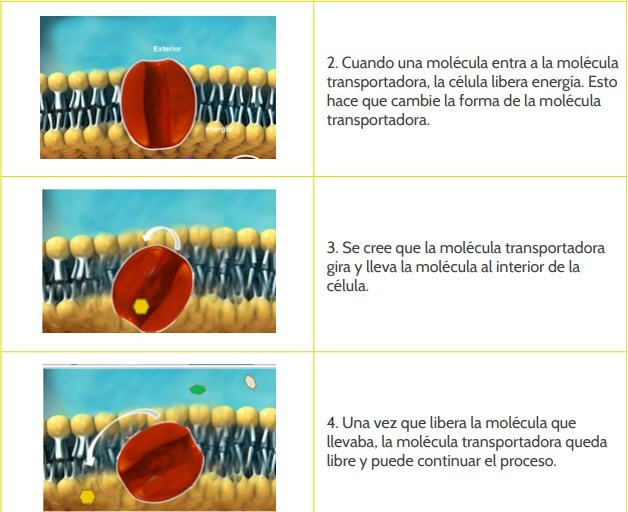 Exterior
energía
2. Cuando una molécula entra a la molécula
transportadora, la célula libera energía. Esto
hace que cambie la forma de la molécula
transportadora.
3. Se cree que la molécula transportadora
gira y lleva la molécula al interior de la
célula.
4. Una vez que libera la molécula que
llevaba, la molécula transportadora queda
libre y puede continuar el proceso.